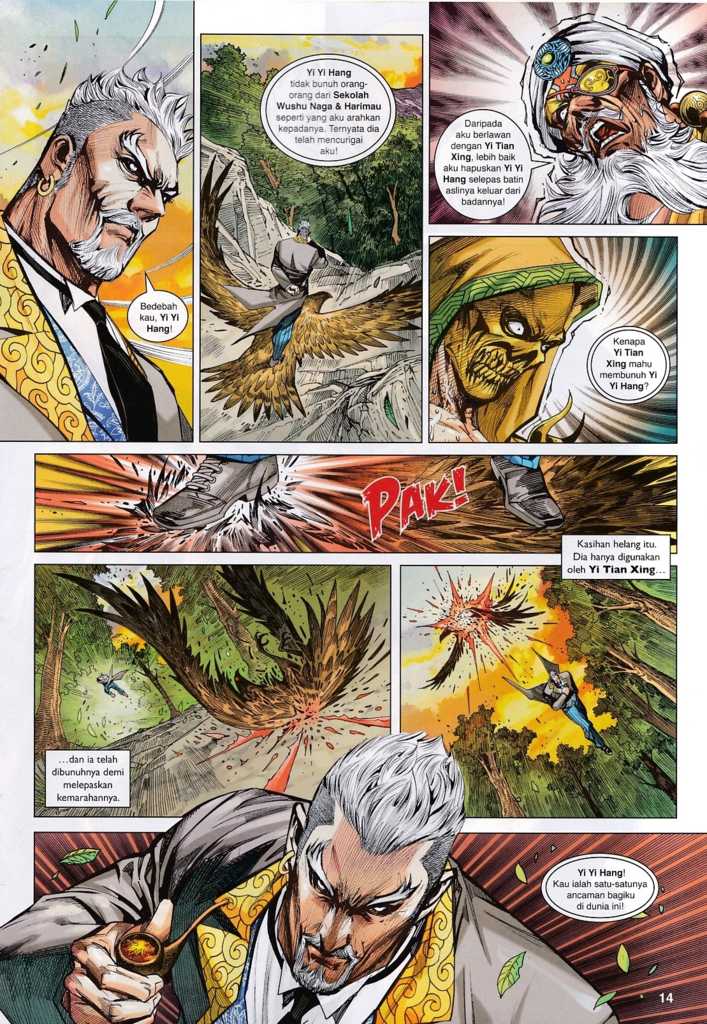 Bedebah
kau, Yi Yi
Hang!
Yi Yi Hang
tidak bunuh orang-
orang dari Sekolah
Wushu Naga & Harimau
seperti yang aku arahkan
kepadanya. Ternyata dia
telah mencurigai
aku!
Daripada
aku berlawan
dengan Yi Tian
Xing, lebih baik
aku hapuskan Yi Yi
Hang selepas batin
aslinya keluar dari
badannya!
Kenapa
Yi Tian
Xing mahu
membunuh Yi
Yi Hang?
PAK!
Kasihan helang itu.
Dia hanya digunakan
oleh Yi Tian Xing...
...dan ia telah
dibunuhnya demi
melepaskan
kemarahannya.
Yi Yi Hang!
Kau ialah satu-satunya
ancaman bagiku
di dunia ini!
14